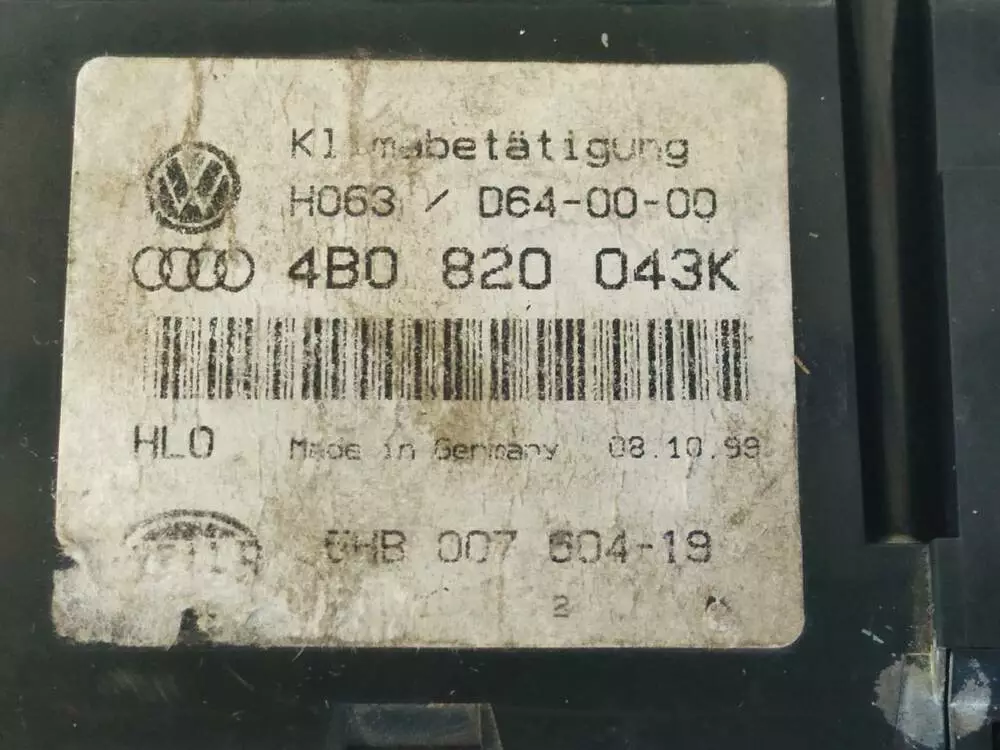 Klimabetätigung
H063 / D64-00-00
4B0 820 043K
HLO Made in Germany 08.10.99
HELLA 5HB 007 604-19
2